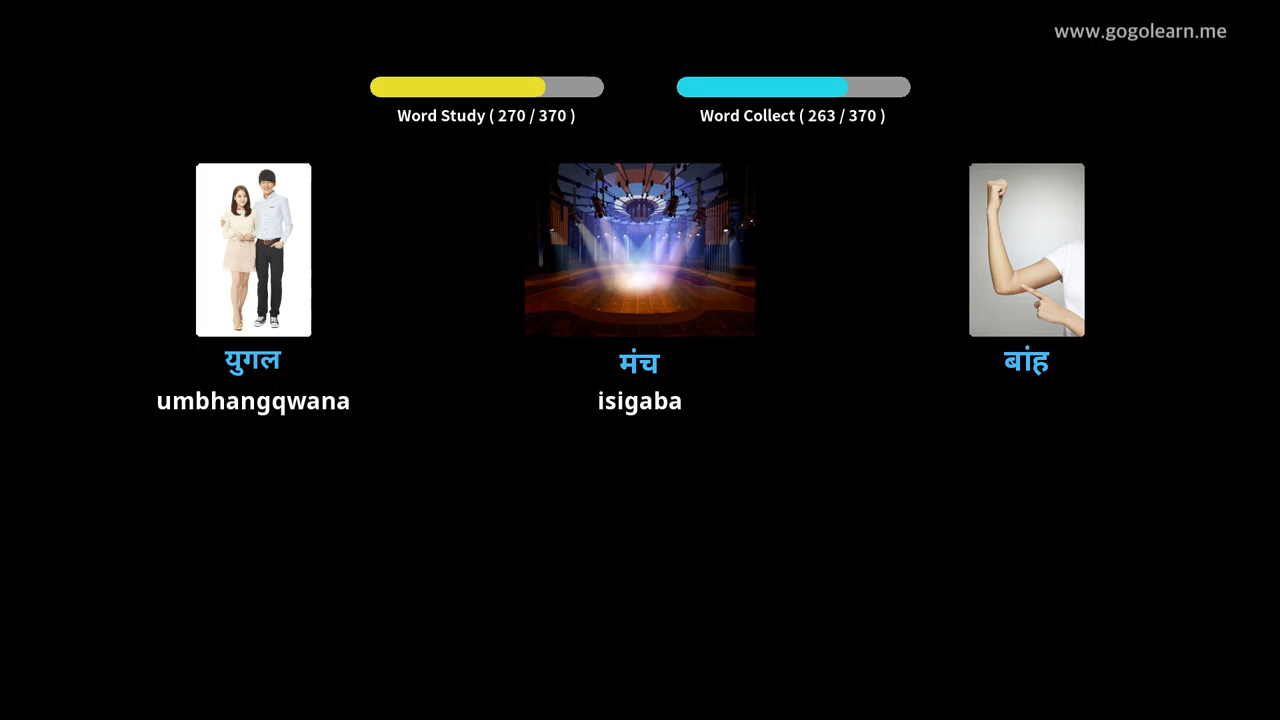 www.gogolearn.me
Word Study ( 270 / 370 )
Word Collect ( 263 / 370 )
युगल
मंच
बांह
umbhangqwana
isigaba